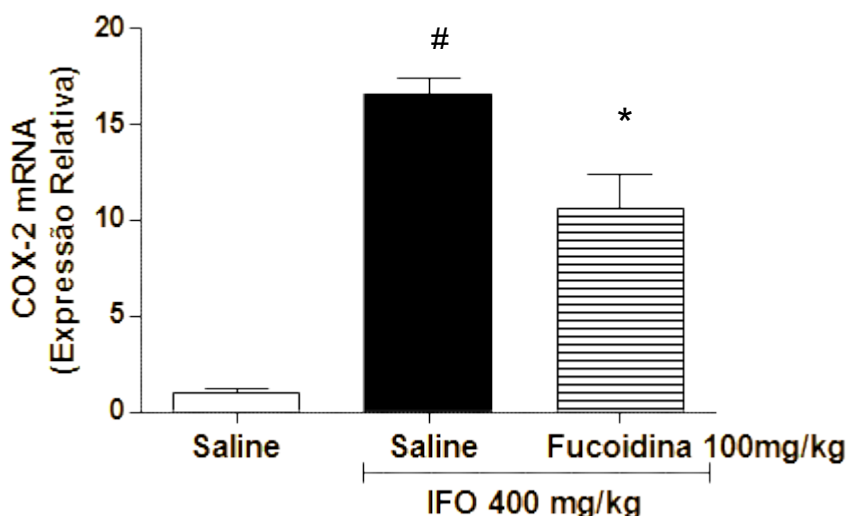 COX-2 mRNA
(Expressão Relativa)
20
15
10
5
0
#
*
Saline
Saline
Fucoidina 100mg/kg
IFO 400 mg/kg